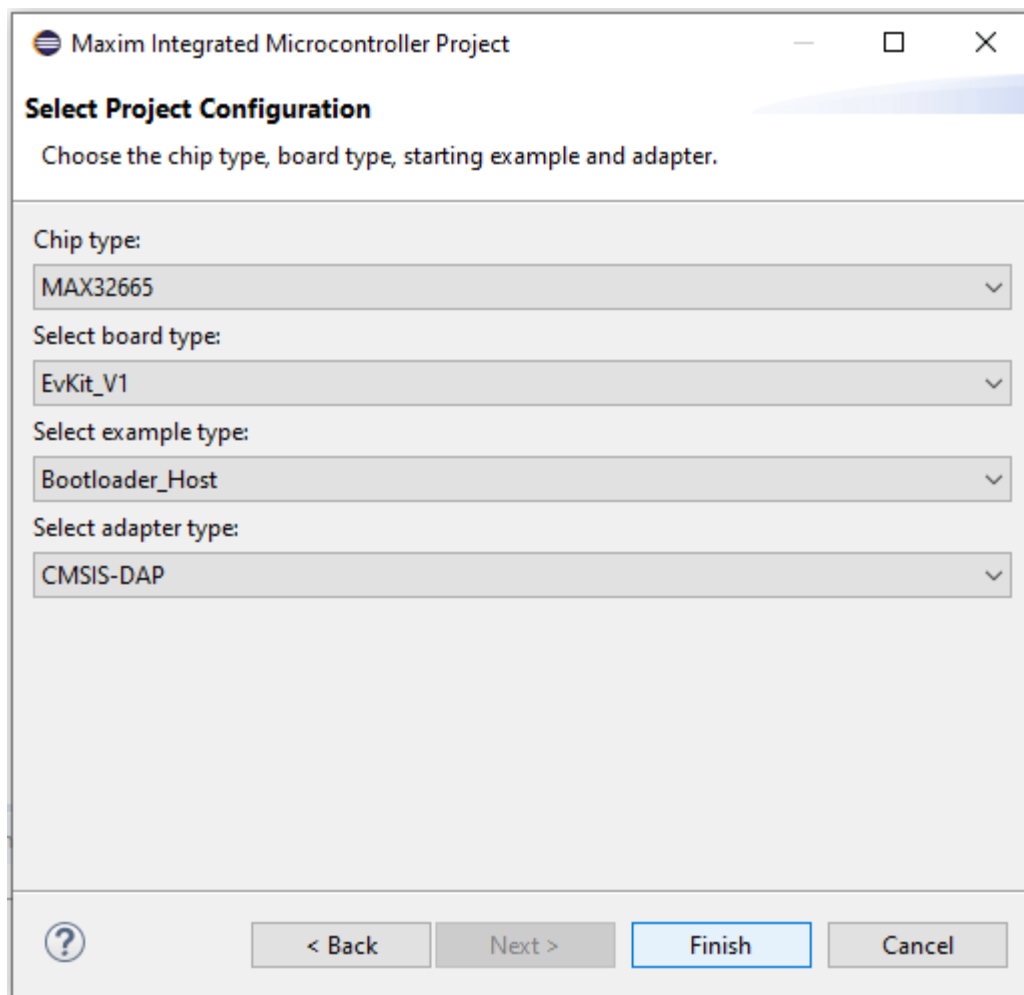 Maxim Integrated Microcontroller Project
Select Project Configuration
Choose the chip type, board type, starting example and adapter.
Chip type:
MAX32665
Select board type:
EvKit_V1
Select example type:
Bootloader_Host
Select adapter type:
CMSIS-DAP
? < Back Next > Finish Cancel